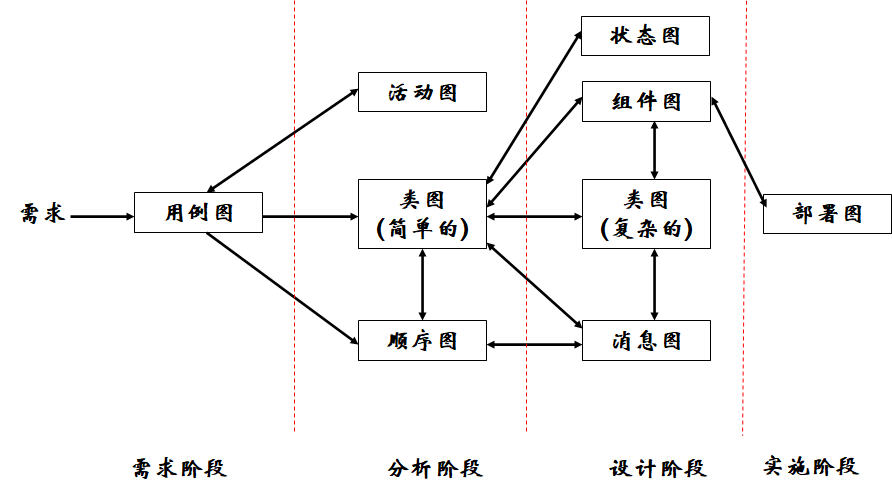 状态图
活动图
组件图
需求
用例图
类图
(简单的)
类图
(复杂的)
部署图
顺序图
消息图
需求阶段
分析阶段
设计阶段
实施阶段